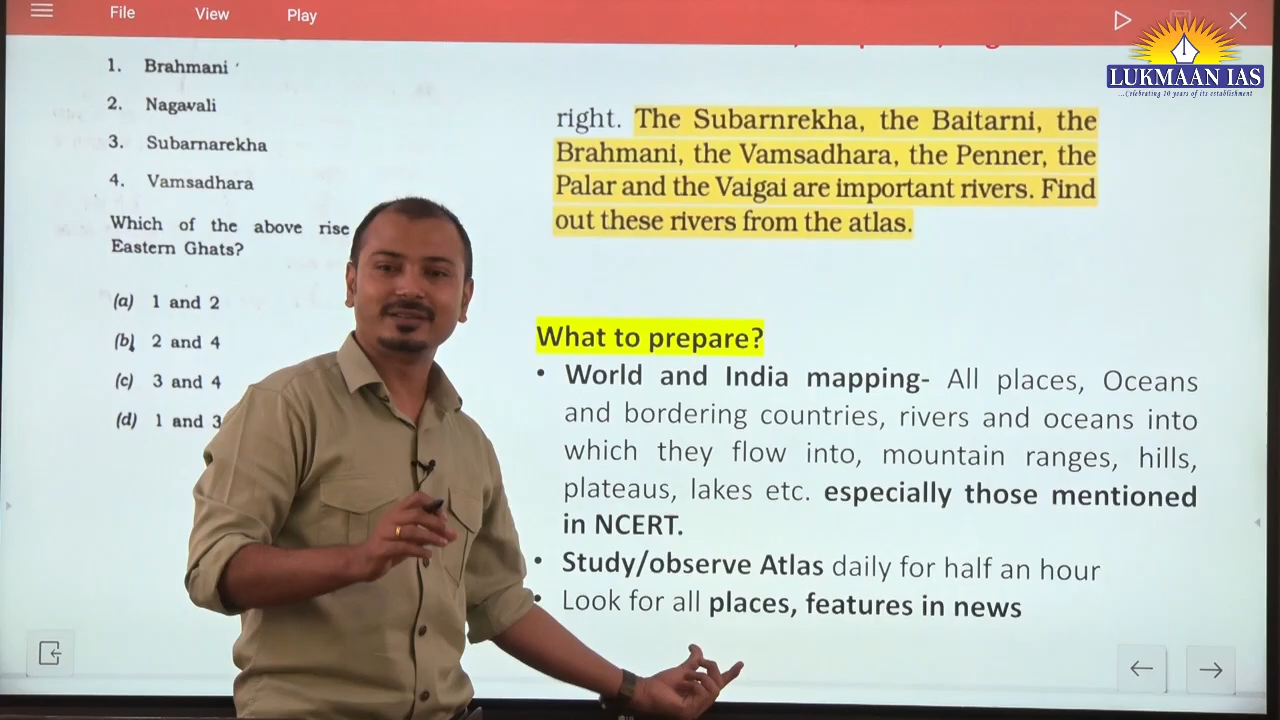 File View Play
LUKMAAN IAS
...Celebrating 10 years of its establishment
1. Brahmani
2. Nagavali
3. Subarnarekha
4. Vamsadhara
Which of the above rise
Eastern Ghats?
(a) 1 and 2
(b) 2 and 4
(c) 3 and 4
(d) 1 and 3
right. The Subarnrekha, the Baitarni, the
Brahmani, the Vamsadhara, the Penner, the
Palar and the Vaigai are important rivers. Find
out these rivers from the atlas.
What to prepare?
• World and India mapping- All places, Oceans
and bordering countries, rivers and oceans into
which they flow into, mountain ranges, hills,
plateaus, lakes etc. especially those mentioned
in NCERT.
• Study/observe Atlas daily for half an hour
• Look for all places, features in news